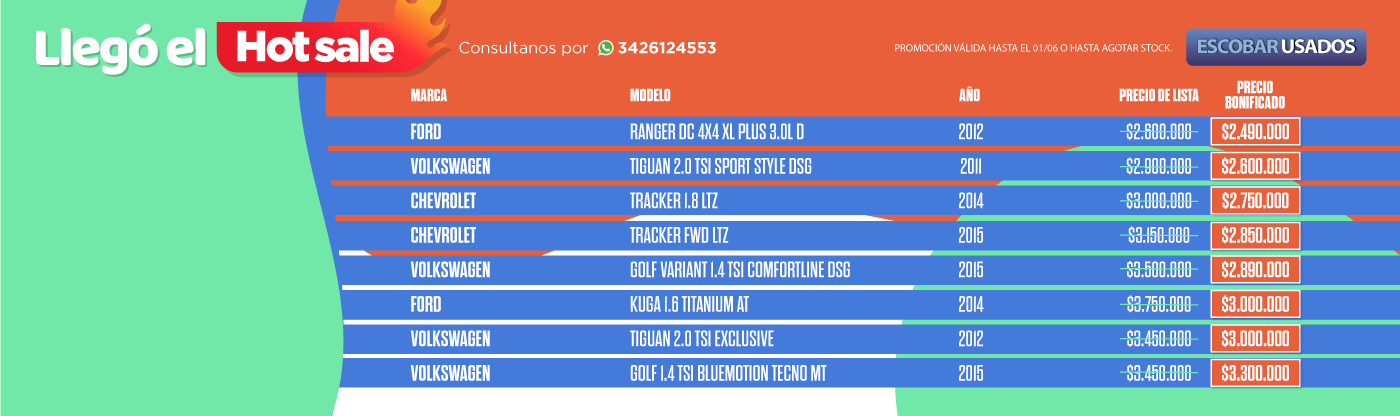 Llegó el Hot sale
Consultanos por 3426124553
PROMOCIÓN VÁLIDA HASTA EL 01/06 O HASTA AGOTAR STOCK.
ESCOBAR USADOS
MARCA MODELO AÑO PRECIO DE LISTA PRECIO
BONIFICADO
FORD RANGER DC 4X4 XL PLUS 3.0L D 2012 $2.600.000 $2.490.000
VOLKSWAGEN TIGUAN 2.0 TSI SPORT STYLE DSG 2011 $2.900.000 $2.600.000
CHEVROLET TRACKER 1.8 LTZ 2014 $3.000.000 $2.750.000
CHEVROLET TRACKER FWD LTZ 2015 $3.150.000 $2.850.000
VOLKSWAGEN GOLF VARIANT 1.4 TSI COMFORTLINE DSG 2015 $3.500.000 $2.890.000
FORD KUGA 1.6 TITANIUM AT 2014 $3.750.000 $3.000.000
VOLKSWAGEN TIGUAN 2.0 TSI EXCLUSIVE 2012 $3.450.000 $3.000.000
VOLKSWAGEN GOLF 1.4 TSI BLUEMOTION TECNO MT 2015 $3.450.000 $3.300.000